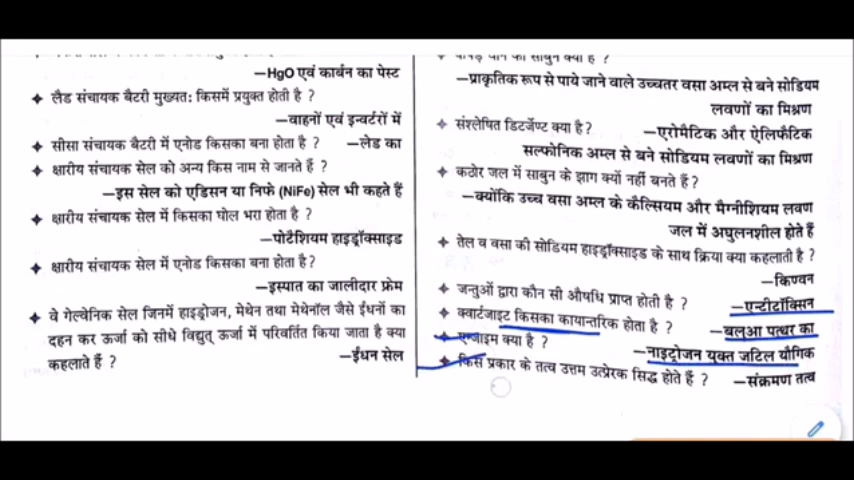 —HgO एवं कार्बन का पेस्ट
✦ लैड संचायक बैटरी मुख्यत: किसमें प्रयुक्त होती है ?
—वाहनों एवं इन्वर्टरों में
✦ सीसा संचायक बैटरी में एनोड किसका बना होता है ? —लेड का
✦ क्षारीय संचायक सेल को अन्य किस नाम से जानते हैं ?
—इस सेल को एडिसन या निफे (NiFe) सेल भी कहते हैं
✦ क्षारीय संचायक सेल में किसका घोल भरा होता है ?
—पोटैशियम हाइड्रॉक्साइड
✦ क्षारीय संचायक सेल में एनोड किसका बना होता है?
—इस्पात का जालीदार फ्रेम
✦ वे गेल्वेनिक सेल जिनमें हाइड्रोजन, मेथेन तथा मेथेनॉल जैसे ईंधनों का
दहन कर ऊर्जा को सीधे विद्युत् ऊर्जा में परिवर्तित किया जाता है क्या
कहलाते हैं ? —ईंधन सेल
साबुन क्या है ?
—प्राकृतिक रूप से पाये जाने वाले उच्चतर वसा अम्ल से बने सोडियम
लवणों का मिश्रण
✦ संश्लेषित डिटर्जेण्ट क्या है? —एरोमैटिक और ऐलिफैटिक
सल्फोनिक अम्ल से बने सोडियम लवणों का मिश्रण
✦ कठोर जल में साबुन के झाग क्यों नहीं बनते हैं ?
—क्योंकि उच्च वसा अम्ल के कैल्सियम और मैग्नीशियम लवण
जल में अघुलनशील होते हैं
✦ तेल व वसा की सोडियम हाइड्रॉक्साइड के साथ क्रिया क्या कहलाती है ?
—किण्वन
✦ जन्तुओं द्वारा कौन सी औषधि प्राप्त होती है ? —एन्टीटॉक्सिन
✦ क्वार्टजाइट किसका कायान्तरिक होता है ? —बलुआ पत्थर का
✦ एन्जाइम क्या है ? —नाइट्रोजन युक्त जटिल यौगिक
✦ किस प्रकार के तत्व उत्तम उत्प्रेरक सिद्ध होते हैं ? —संक्रमण तत्व